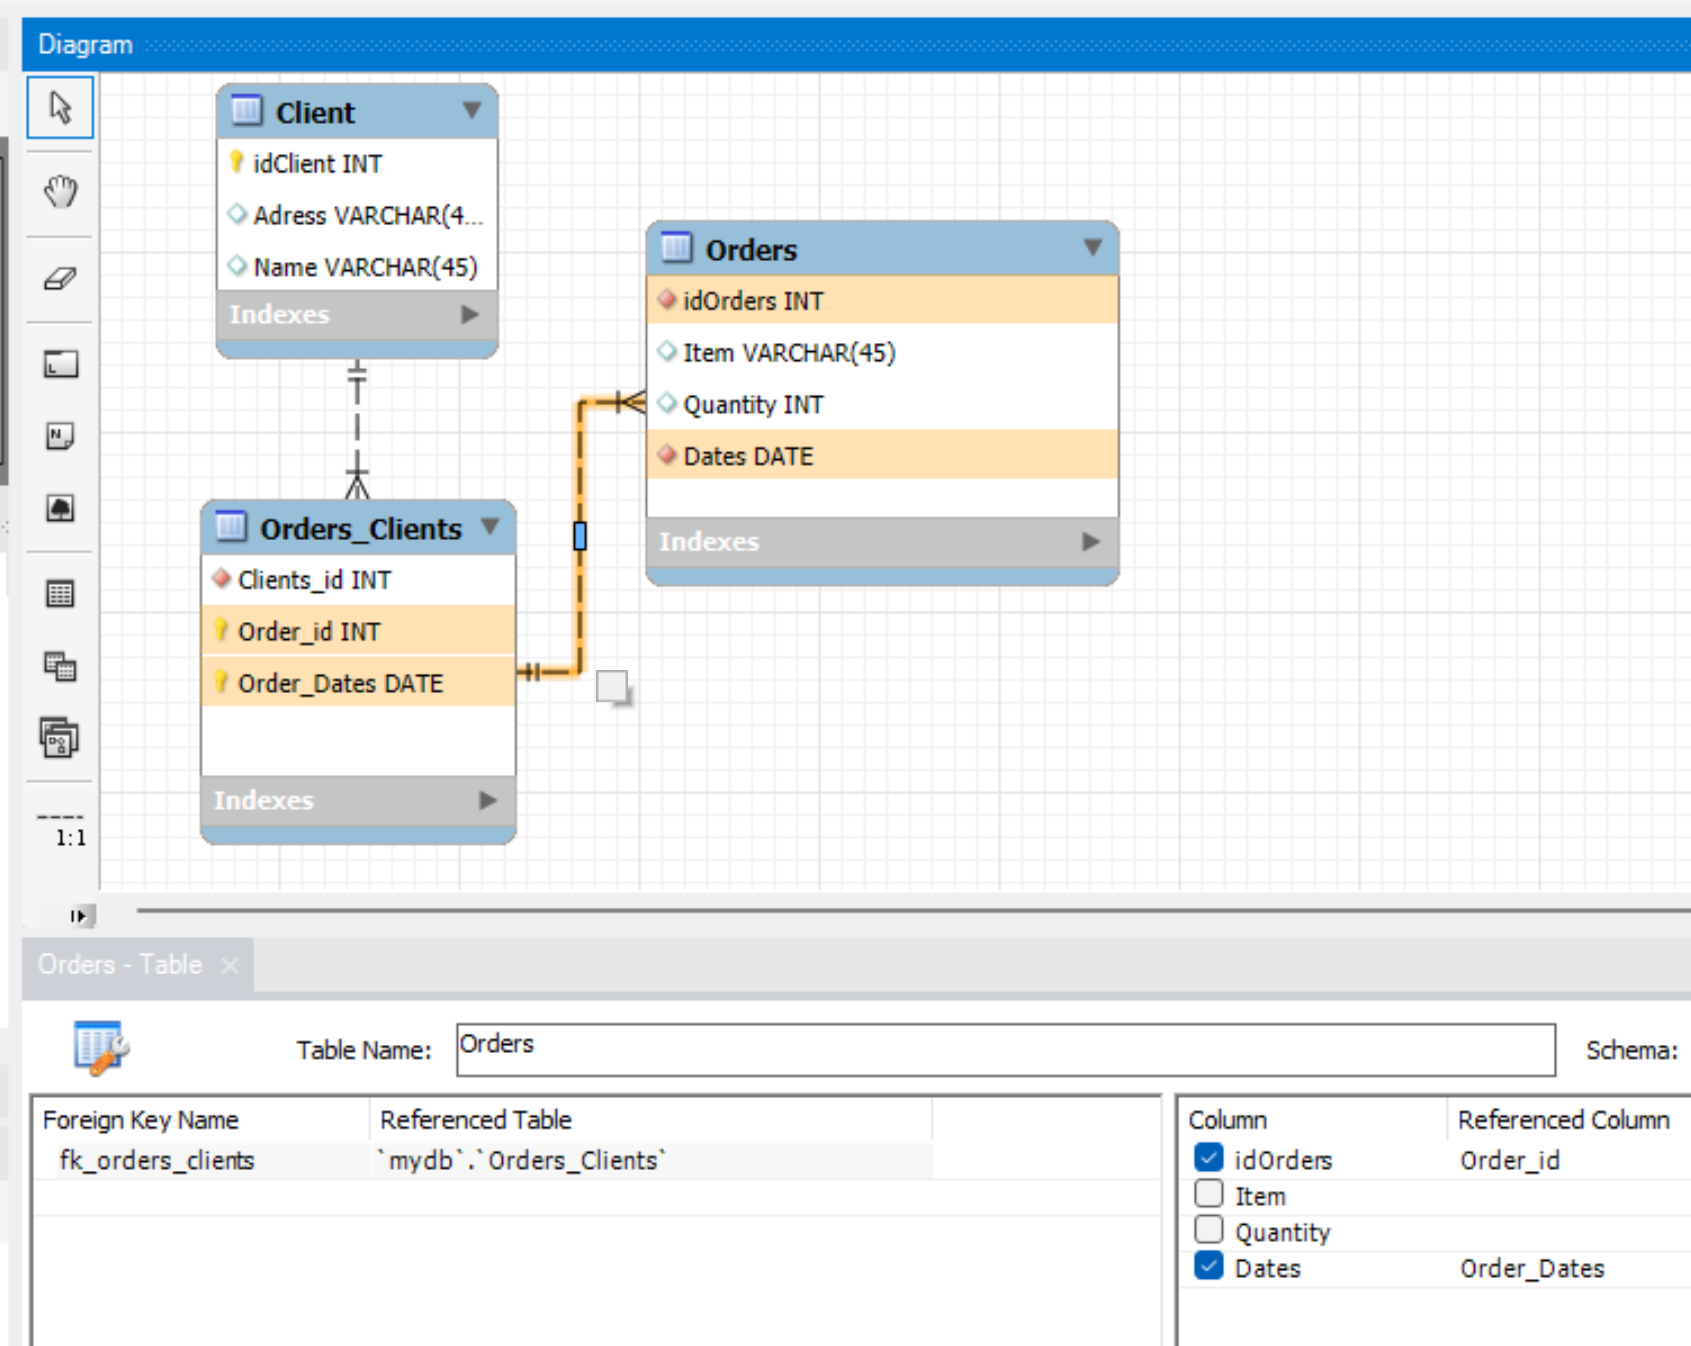 Diagram
Client
idClient INT
Adress VARCHAR(4...
Name VARCHAR(45)
Indexes
Orders
idOrders INT
Item VARCHAR(45)
Quantity INT
Dates DATE
Indexes
Orders_Clients
Clients_id INT
Order_id INT
Order_Dates DATE
Indexes
1:1
Orders - Table
Table Name: Orders Schema:
Foreign Key Name Referenced Table
fk_orders_clients `mydb`.`Orders_Clients`
Column Referenced Column
idOrders Order_id
Item
Quantity
Dates Order_Dates